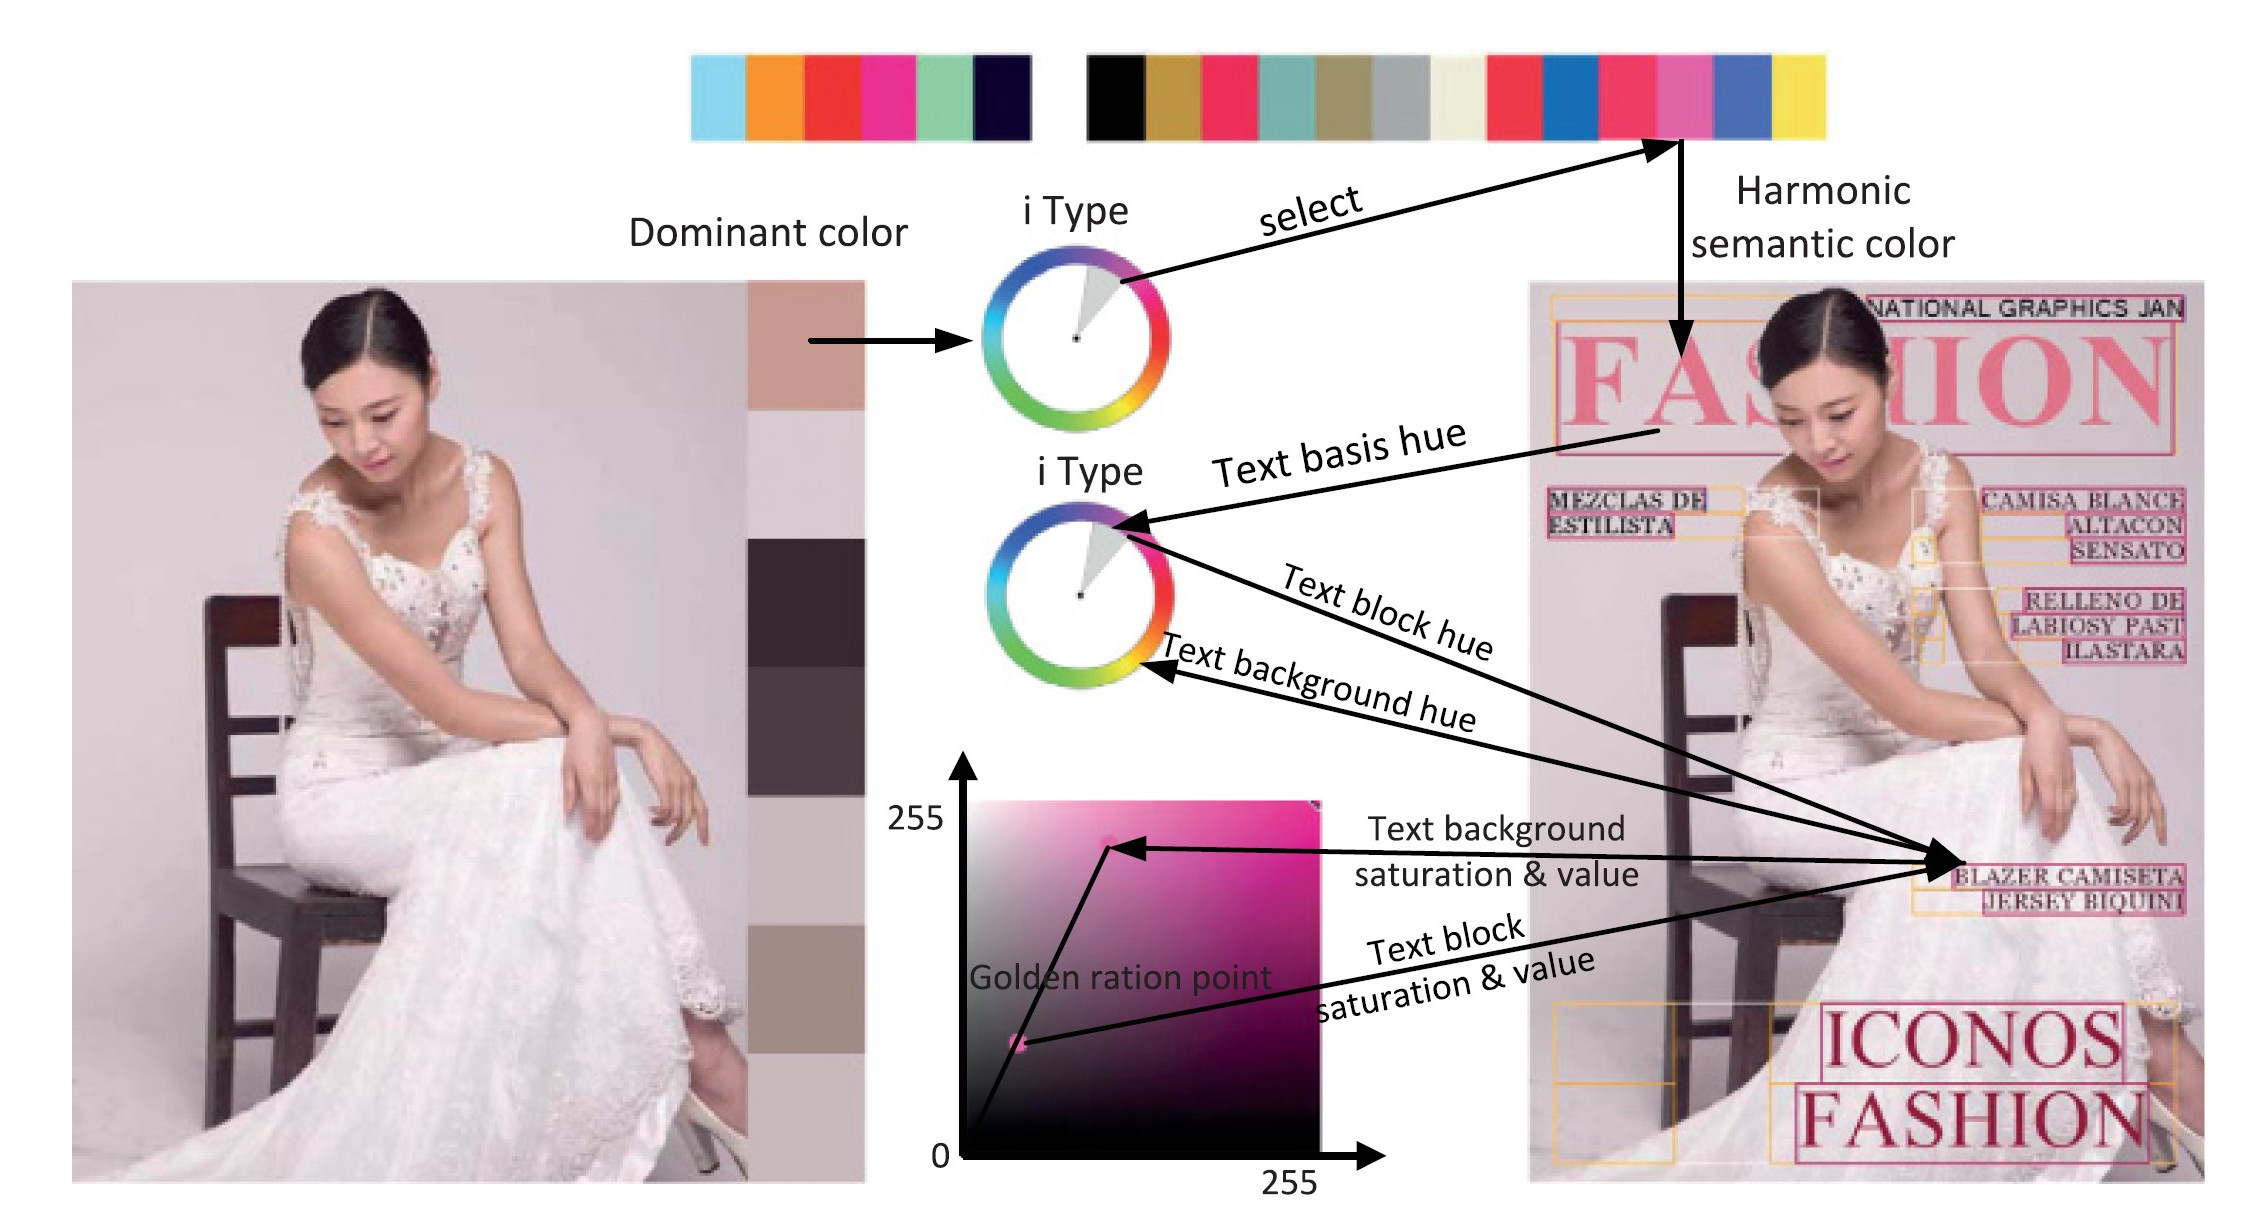 i Type
select
Harmonic
semantic color
Dominant color
NATIONAL GRAPHICS JAN
FASHION
Text basis hue
i Type
MEZCLAS DE
ESTILISTA
CAMISA BLANCE
ALTACON
SENSATO
Text block hue
RELLENO DE
LABIOSY PAST
ILASTARA
Text background hue
255
Text background
saturation & value
BLAZER CAMISETA
JERSEY BIQUINI
Text block
saturation & value
Golden ration point
ICONOS
FASHION
0
255